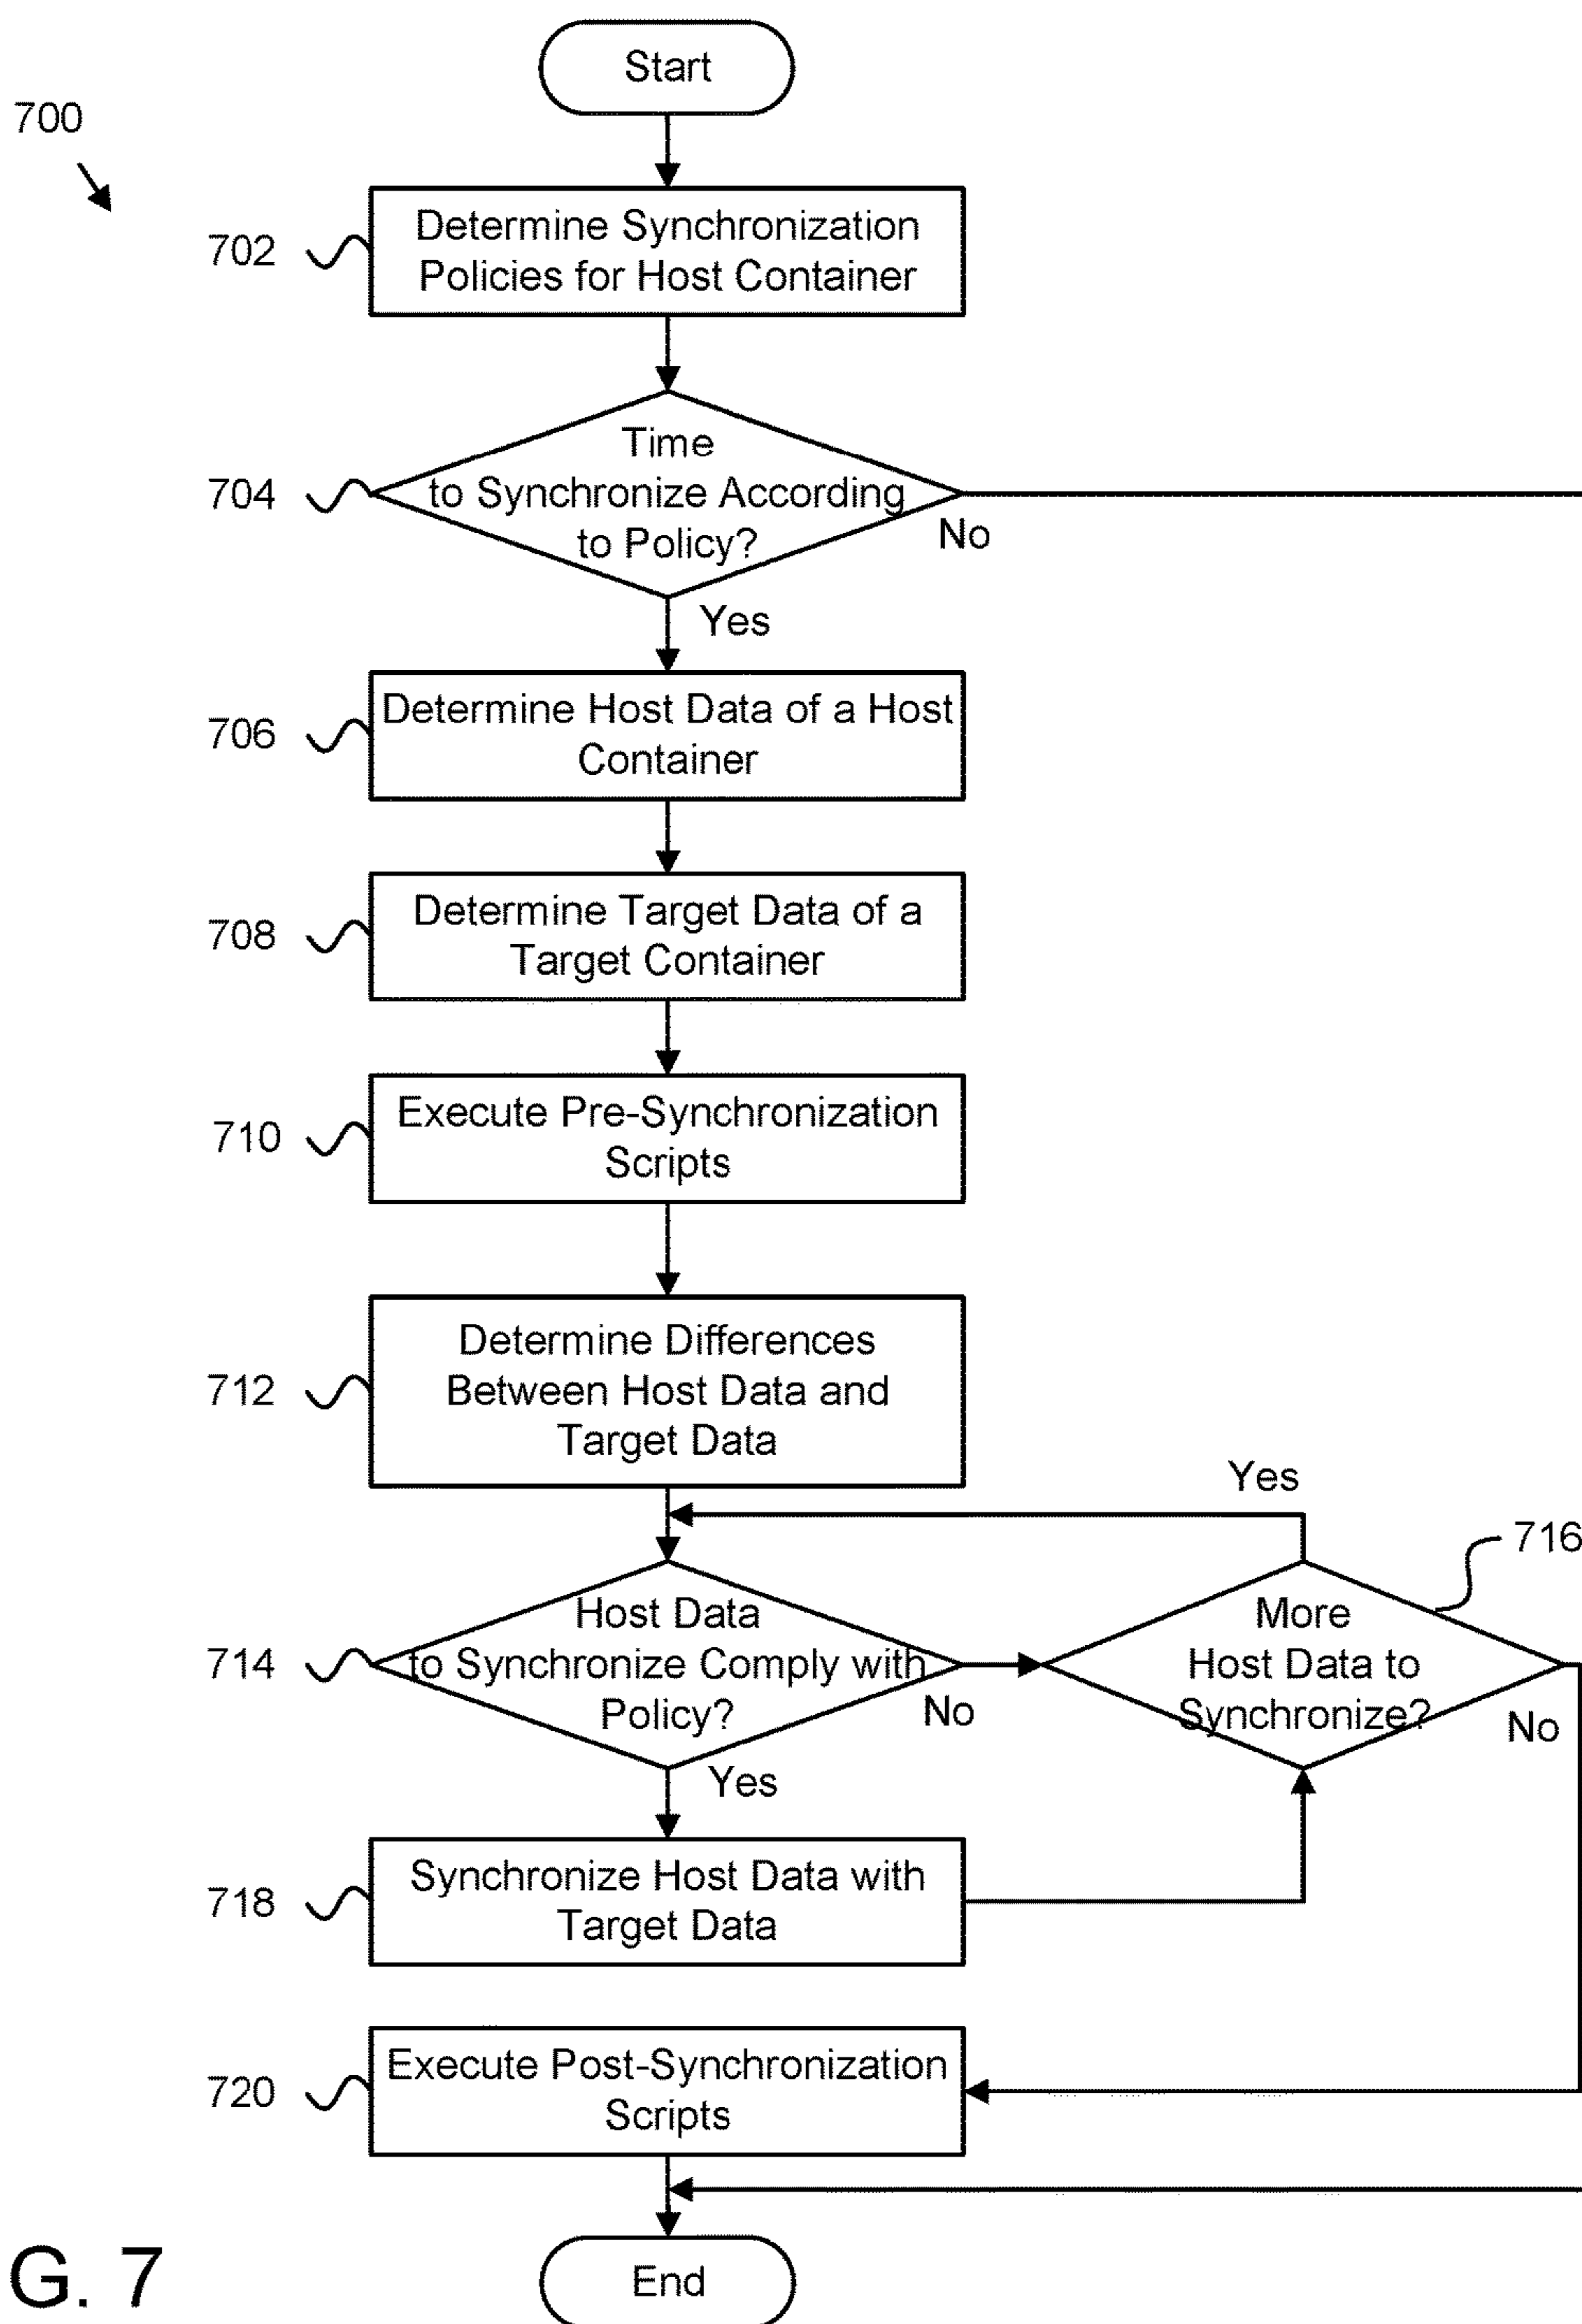 Start
700
702
Determine Synchronization
Policies for Host Container
704
Time
to Synchronize According
to Policy?
No
Yes
706
Determine Host Data of a Host
Container
708
Determine Target Data of a
Target Container
710
Execute Pre-Synchronization
Scripts
712
Determine Differences
Between Host Data and
Target Data
Yes
716
714
Host Data
to Synchronize Comply with
Policy?
No
More
Host Data to
Synchronize?
No
Yes
718
Synchronize Host Data with
Target Data
720
Execute Post-Synchronization
Scripts
End
G. 7